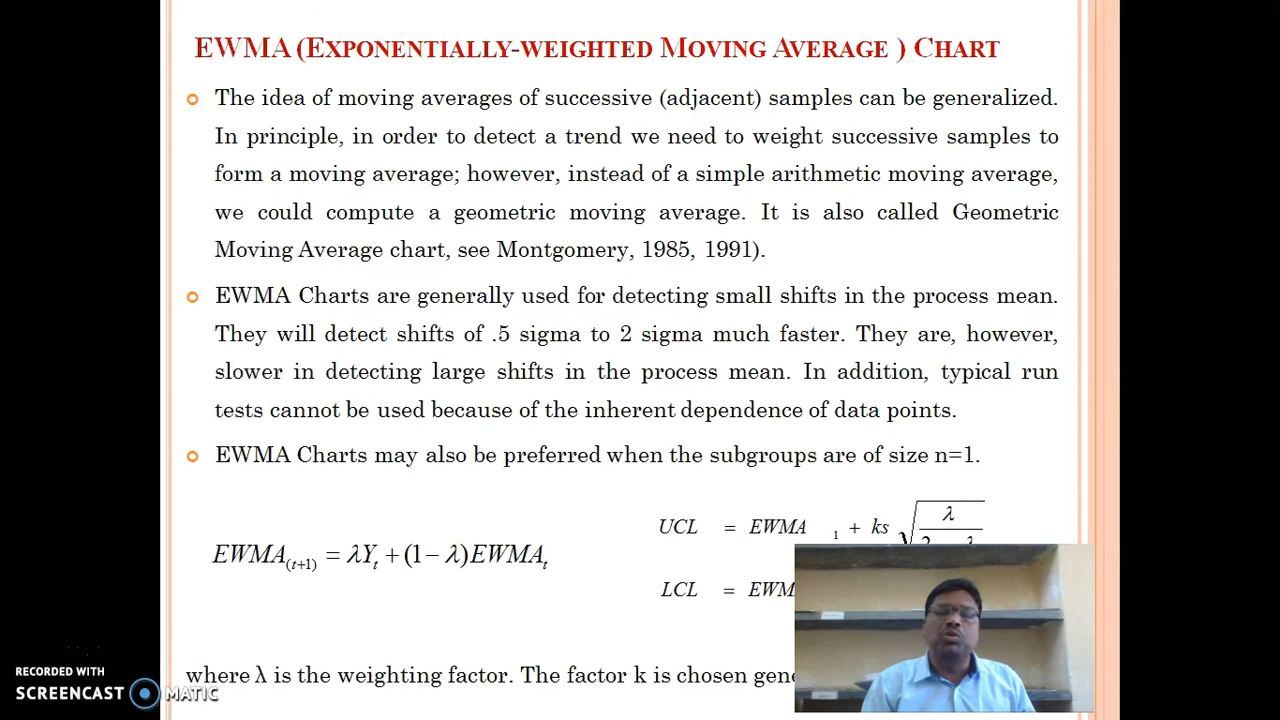 EWMA (EXPONENTIALLY-WEIGHTED MOVING AVERAGE ) CHART
The idea of moving averages of successive (adjacent) samples can be generalized.
In principle, in order to detect a trend we need to weight successive samples to
form a moving average; however, instead of a simple arithmetic moving average,
we could compute a geometric moving average. It is also called Geometric
Moving Average chart, see Montgomery, 1985, 1991).
EWMA Charts are generally used for detecting small shifts in the process mean.
They will detect shifts of .5 sigma to 2 sigma much faster. They are, however,
slower in detecting large shifts in the process mean. In addition, typical run
tests cannot be used because of the inherent dependence of data points.
EWMA Charts may also be preferred when the subgroups are of size n=1.
UCL = EWMA 1 + ks √ λ
EWMA(t+1) = λYt + (1 − λ)EWMAt
LCL =
where λ is the weighting factor. The factor k is chosen
RECORDED WITH
SCREENCAST MATIC